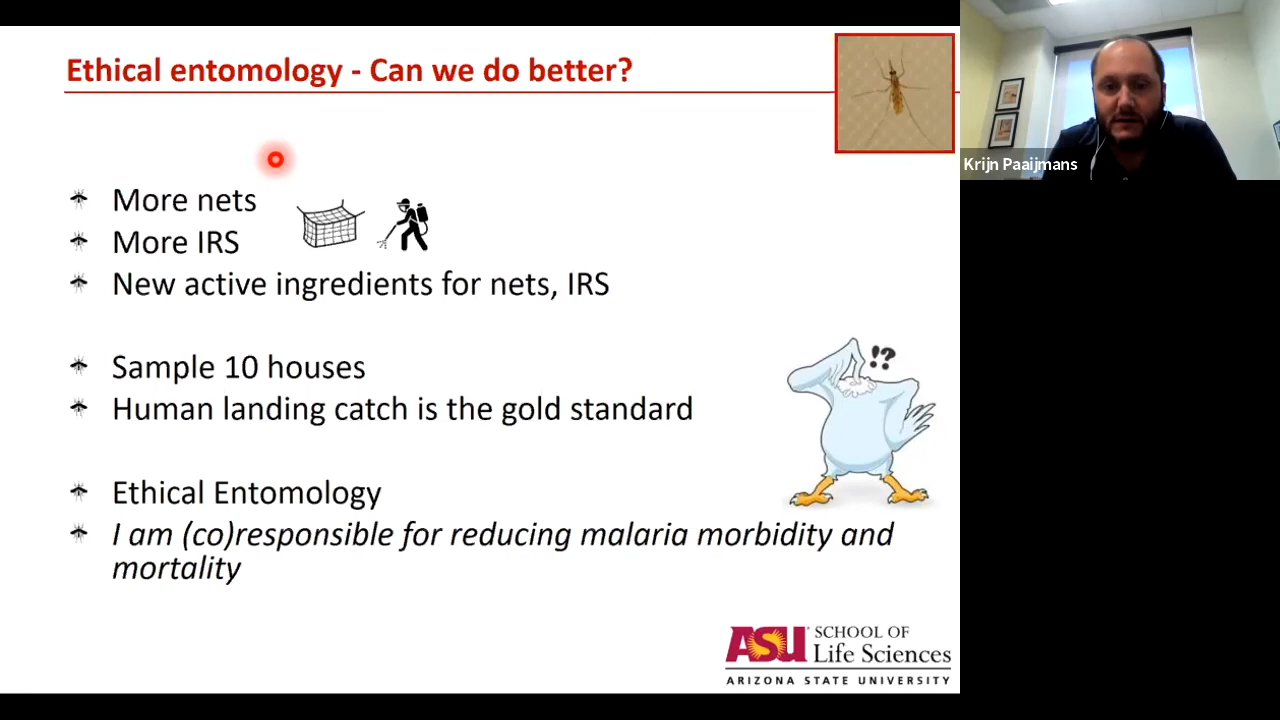 Ethical entomology - Can we do better?
Krijn Paaijmans
More nets
More IRS
New active ingredients for nets, IRS
!?
Sample 10 houses
Human landing catch is the gold standard
Ethical Entomology
I am (co)responsible for reducing malaria morbidity and
mortality
ASU SCHOOL OF
Life Sciences
ARIZONA STATE UNIVERSITY